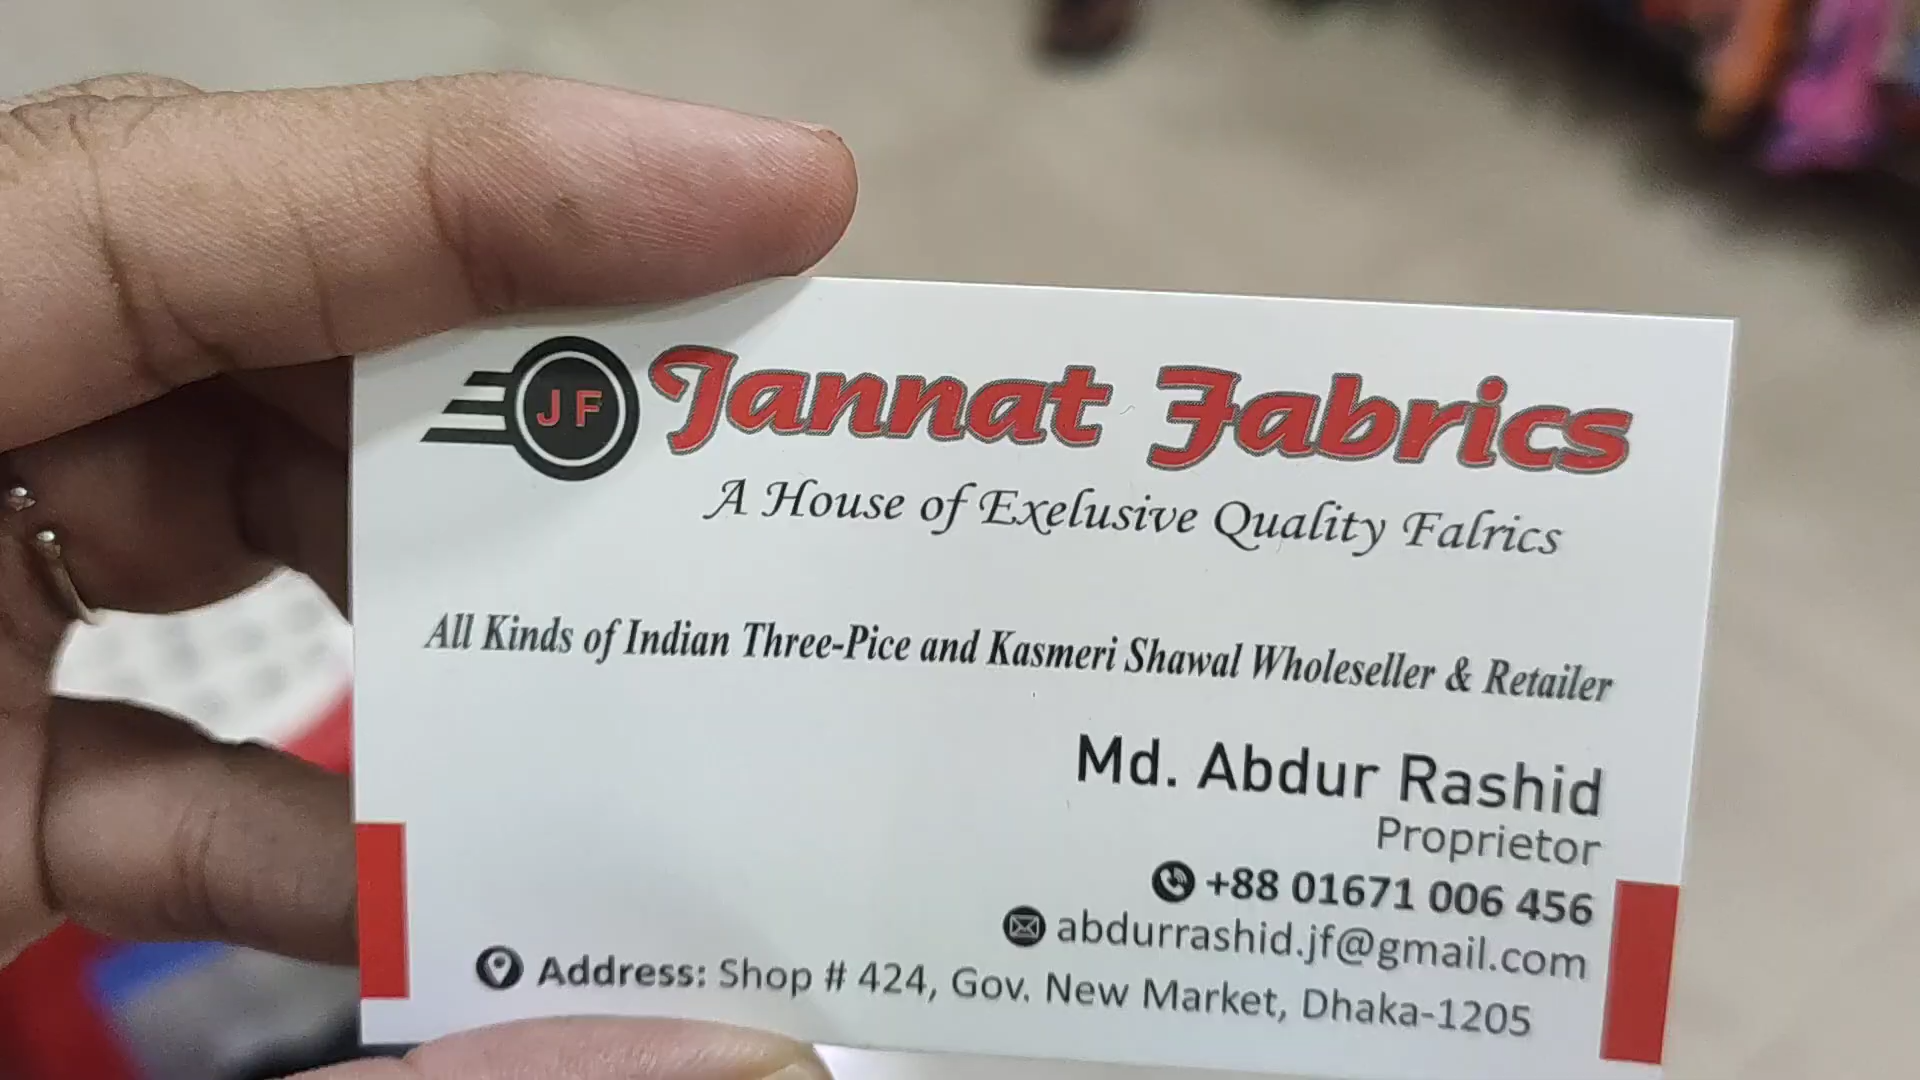 JF
Jannat Fabrics
A House of Exelusive Quality Falrics
All Kinds of Indian Three-Pice and Kasmeri Shawal Wholeseller & Retailer
Md. Abdur Rashid
Proprietor
+88 01671 006 456
abdurrashid.jf@gmail.com
Address: Shop # 424, Gov. New Market, Dhaka-1205